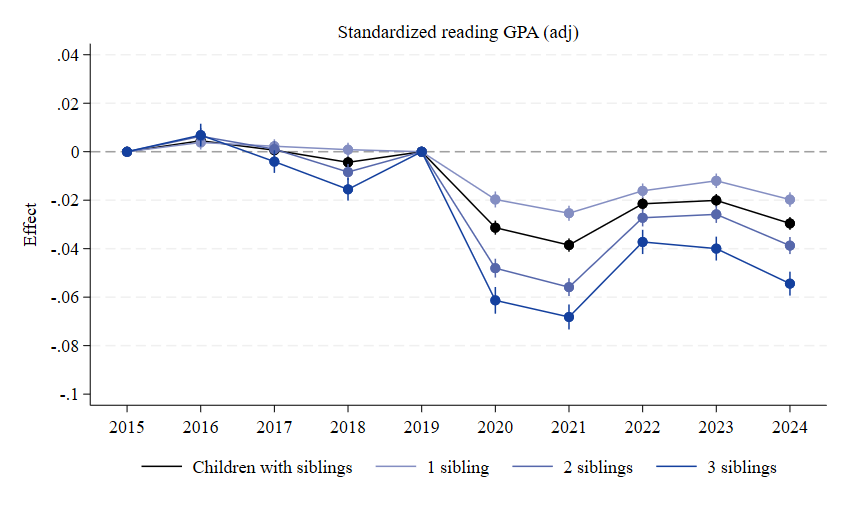 Standardized reading GPA (adj)
.04
.02
0
-.02
-.04
-.06
-.08
-.1
Effect
2015 2016 2017 2018 2019 2020 2021 2022 2023 2024
Children with siblings 1 sibling 2 siblings 3 siblings